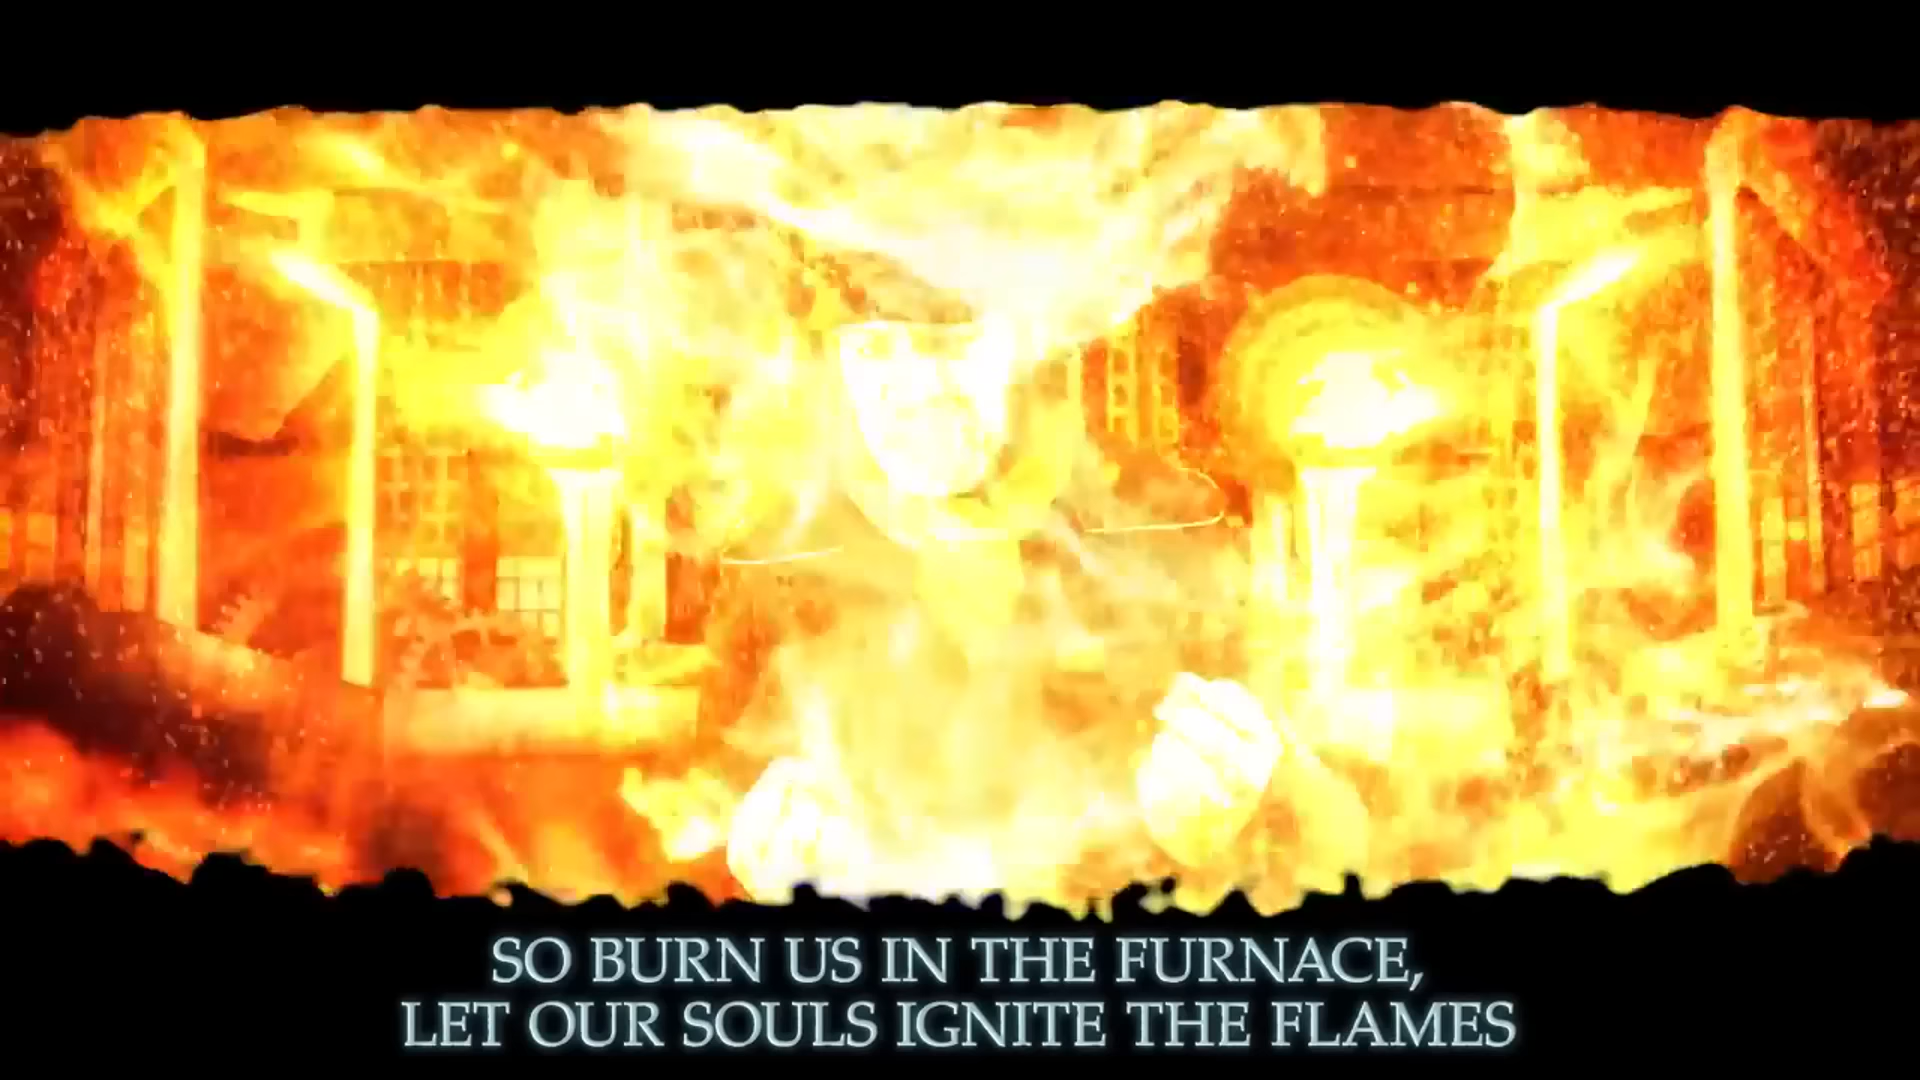 SO BURN US IN THE FURNACE,
LET OUR SOULS IGNITE THE FLAMES